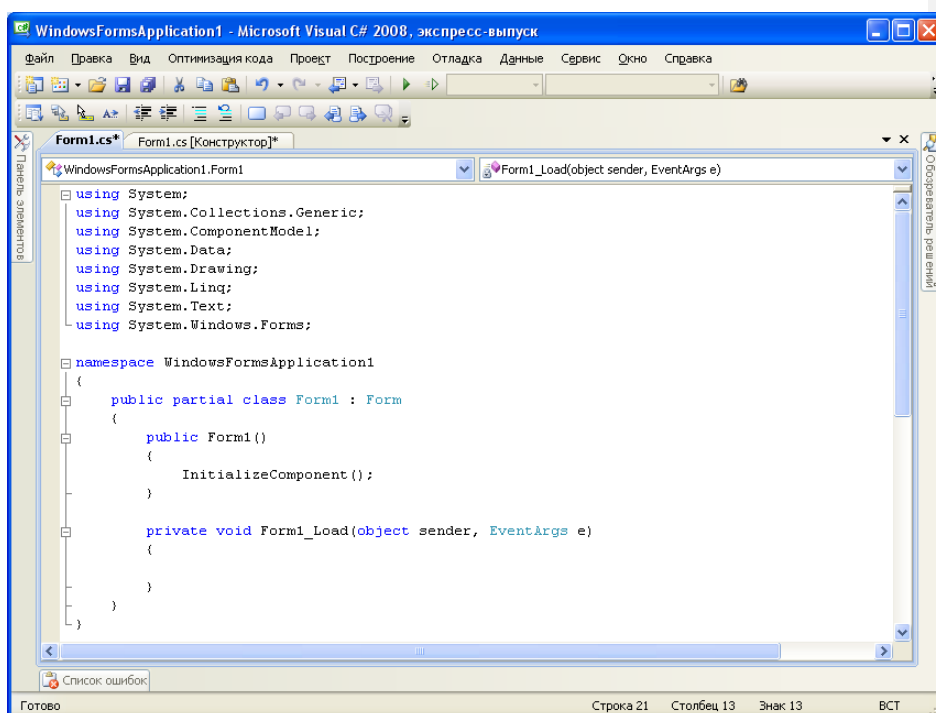 WindowsFormsApplication1 - Microsoft Visual C# 2008, экспресс-выпуск
Файл Правка Вид Оптимизация кода Проект Построение Отладка Данные Сервис Окно Справка
Form1.cs* Form1.cs [Конструктор]*
Панель элементов
Обозреватель решений
WindowsFormsApplication1.Form1 Form1_Load(object sender, EventArgs e)
using System;
using System.Collections.Generic;
using System.ComponentModel;
using System.Data;
using System.Drawing;
using System.Linq;
using System.Text;
using System.Windows.Forms;
namespace WindowsFormsApplication1
{
public partial class Form1 : Form
{
public Form1()
{
InitializeComponent();
}
private void Form1_Load(object sender, EventArgs e)
{
}
}
}
Список ошибок
Готово Строка 21 Столбец 13 Знак 13 ВСТ